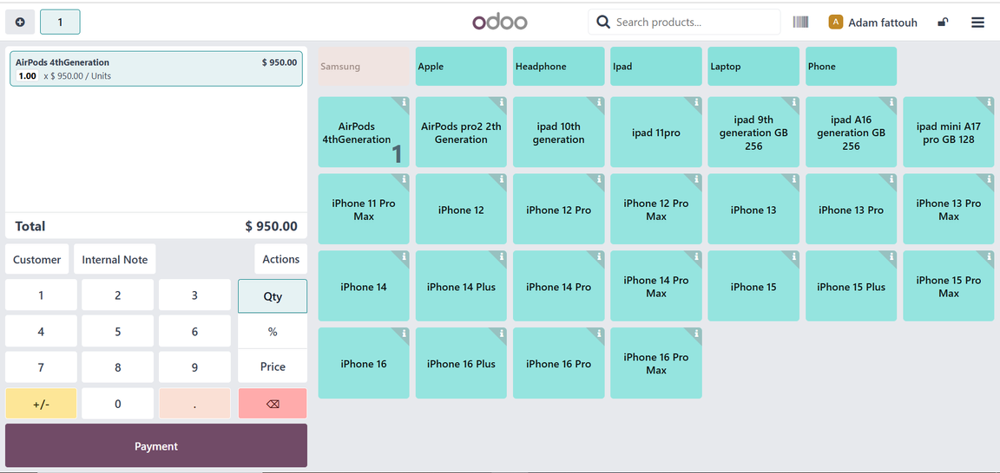 1
odoo
Search products...
A
Adam fattouh
AirPods 4thGeneration
$ 950.00
1.00 x $ 950.00 / Units
Total
$ 950.00
Customer
Internal Note
Actions
1
2
3
Qty
4
5
6
%
7
8
9
Price
+/-
0
.
Payment
Samsung
Apple
Headphone
Ipad
Laptop
Phone
AirPods
4thGeneration
1
AirPods pro2 2th
Generation
ipad 10th
generation
ipad 11pro
ipad 9th
generation GB
256
ipad A16
generation GB
256
ipad mini A17
pro GB 128
iPhone 11 Pro
Max
iPhone 12
iPhone 12 Pro
iPhone 12 Pro
Max
iPhone 13
iPhone 13 Pro
iPhone 13 Pro
Max
iPhone 14
iPhone 14 Plus
iPhone 14 Pro
iPhone 14 Pro
Max
iPhone 15
iPhone 15 Plus
iPhone 15 Pro
Max
iPhone 16
iPhone 16 Plus
iPhone 16 Pro
iPhone 16 Pro
Max